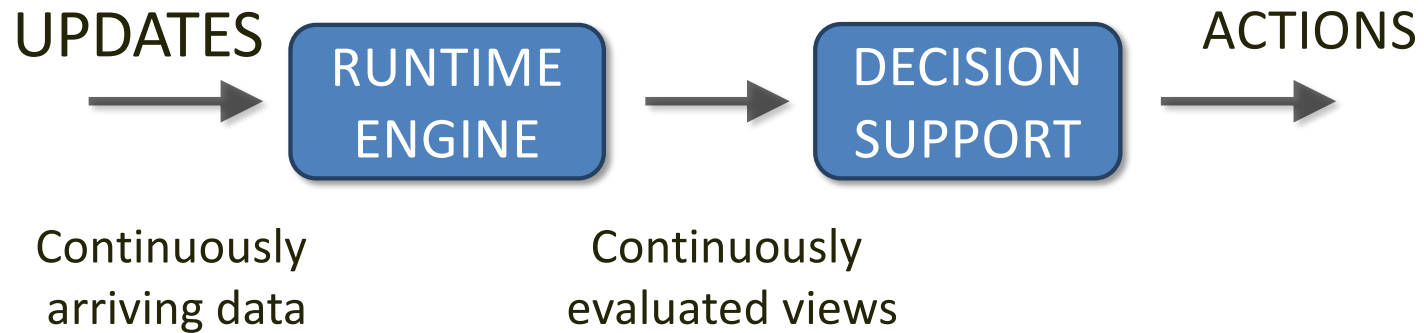 UPDATES
RUNTIME
ENGINE
DECISION
SUPPORT
ACTIONS
Continuously
arriving data
Continuously
evaluated views